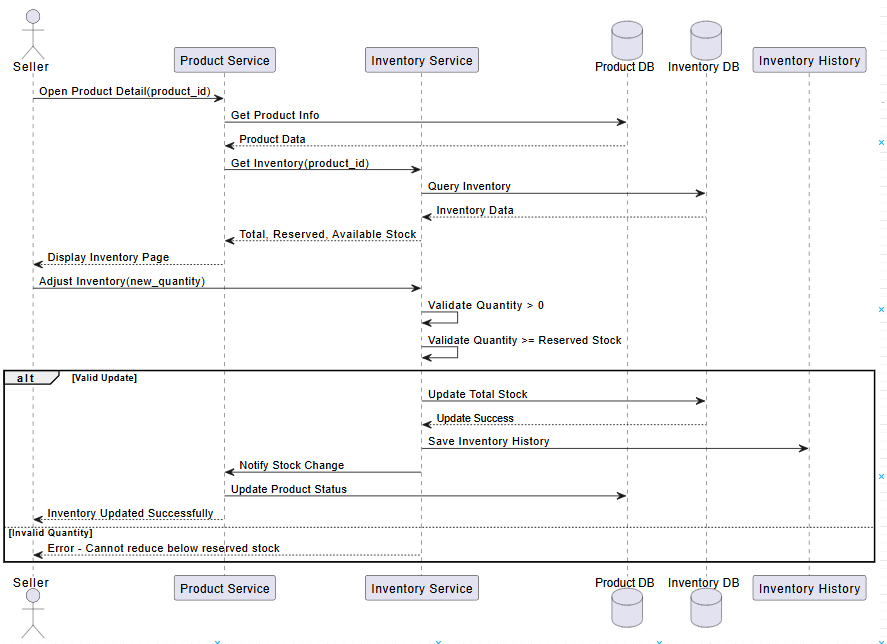 Seller
Product Service
Inventory Service
Product DB
Inventory DB
Inventory History
Open Product Detail(product_id)
Get Product Info
Product Data
Get Inventory(product_id)
Query Inventory
Inventory Data
Total, Reserved, Available Stock
Display Inventory Page
Adjust Inventory(new_quantity)
Validate Quantity > 0
Validate Quantity >= Reserved Stock
alt
[Valid Update]
Update Total Stock
Update Success
Save Inventory History
Notify Stock Change
Update Product Status
Inventory Updated Successfully
[Invalid Quantity]
Error - Cannot reduce below reserved stock
Seller
Product Service
Inventory Service
Product DB
Inventory DB
Inventory History